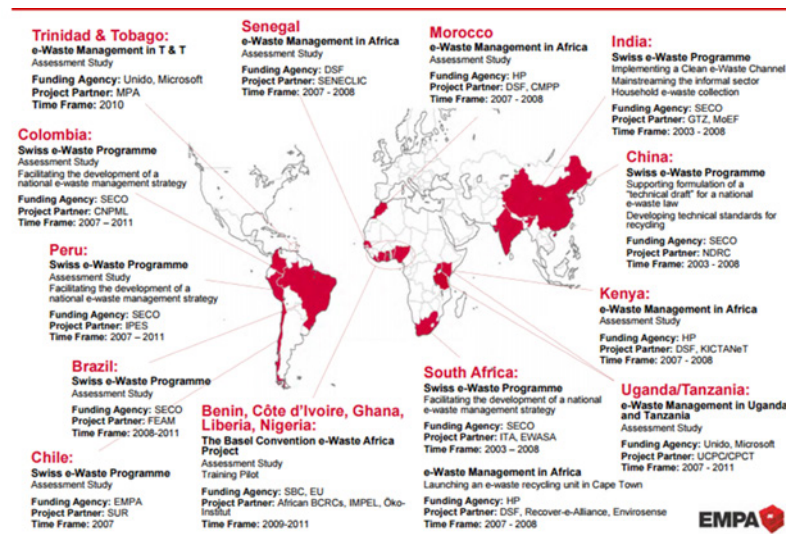 Trinidad & Tobago:
e-Waste Management in T & T
Assessment Study
Funding Agency: Unido, Microsoft
Project Partner: MPA
Time Frame: 2010
Senegal
e-Waste Management in Africa
Assessment Study
Funding Agency: DSF
Project Partner: SENECLIC
Time Frame: 2007 - 2008
Morocco
e-Waste Management in Africa
Assessment Study
Funding Agency: HP
Project Partner: DSF, CMPP
Time Frame: 2007 - 2008
India:
Swiss e-Waste Programme
Implementing a Clean e-Waste Channel
Mainstreaming the informal sector
Household e-waste collection
Funding Agency: SECO
Project Partner: GTZ, MoEF
Time Frame: 2003 - 2008
Colombia:
Swiss e-Waste Programme
Assessment Study
Facilitating the development of a
national e-waste management strategy
Funding Agency: SECO
Project Partner: CNPML
Time Frame: 2007 – 2011
China:
Swiss e-Waste Programme
Supporting formulation of a
"technical draft" for a national
e-waste law
Developing technical standards for
recycling
Funding Agency: SECO
Project Partner: NDRC
Time Frame: 2003 - 2008
Peru:
Swiss e-Waste Programme
Assessment Study
Facilitating the development of a
national e-waste management strategy
Funding Agency: SECO
Project Partner: IPES
Time Frame: 2007 – 2011
Kenya:
e-Waste Management in Africa
Assessment Study
Funding Agency: HP
Project Partner: DSF, KICTANeT
Time Frame: 2007 - 2008
Brazil:
Swiss e-Waste Programme
Assessment Study
Funding Agency: SECO
Project Partner: FEAM
Time Frame: 2008-2011
Benin, Côte d'Ivoire, Ghana,
Liberia, Nigeria:
The Basel Convention e-Waste Africa
Project
Assessment Study
Training Pilot
Funding Agency: SBC, EU
Project Partner: African BCRCs, IMPEL, Öko-
Institut
Time Frame: 2009-2011
South Africa:
Swiss e-Waste Programme
Facilitating the development of a national
e-waste management strategy
Funding Agency: SECO
Project Partner: ITA, EWASA
Time Frame: 2003 – 2008
e-Waste Management in Africa
Launching an e-waste recycling unit in Cape Town
Funding Agency: HP
Project Partner: DSF, Recover-e-Alliance, Envirosense
Time Frame: 2007 - 2008
Uganda/Tanzania:
e-Waste Management in Uganda
and Tanzania
Assessment Study
Funding Agency: Unido, Microsoft
Project Partner: UCPC/CPCT
Time Frame: 2007 - 2011
Chile:
Swiss e-Waste Programme
Assessment Study
Funding Agency: EMPA
Project Partner: SUR
Time Frame: 2007
EMPA